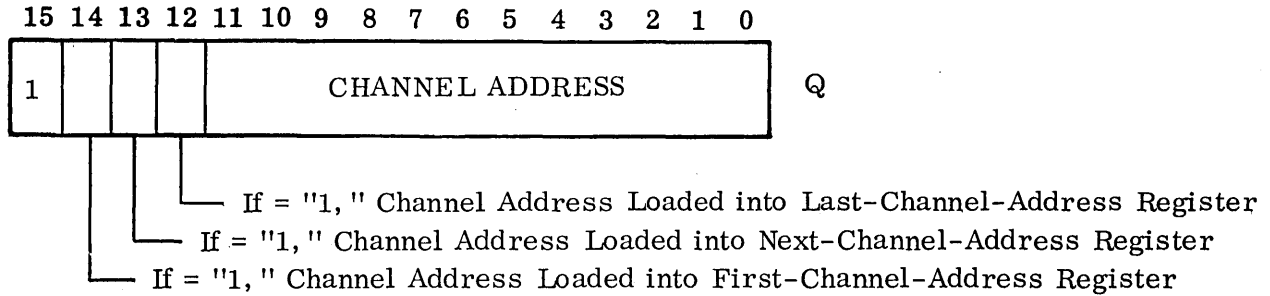 15 14 13 12 11 10 9 8 7 6 5 4 3 2 1 0
1 CHANNEL ADDRESS Q
If = "1, " Channel Address Loaded into Last-Channel-Address Register
If = "1, " Channel Address Loaded into Next-Channel-Address Register
If = "1, " Channel Address Loaded into First-Channel-Address Register